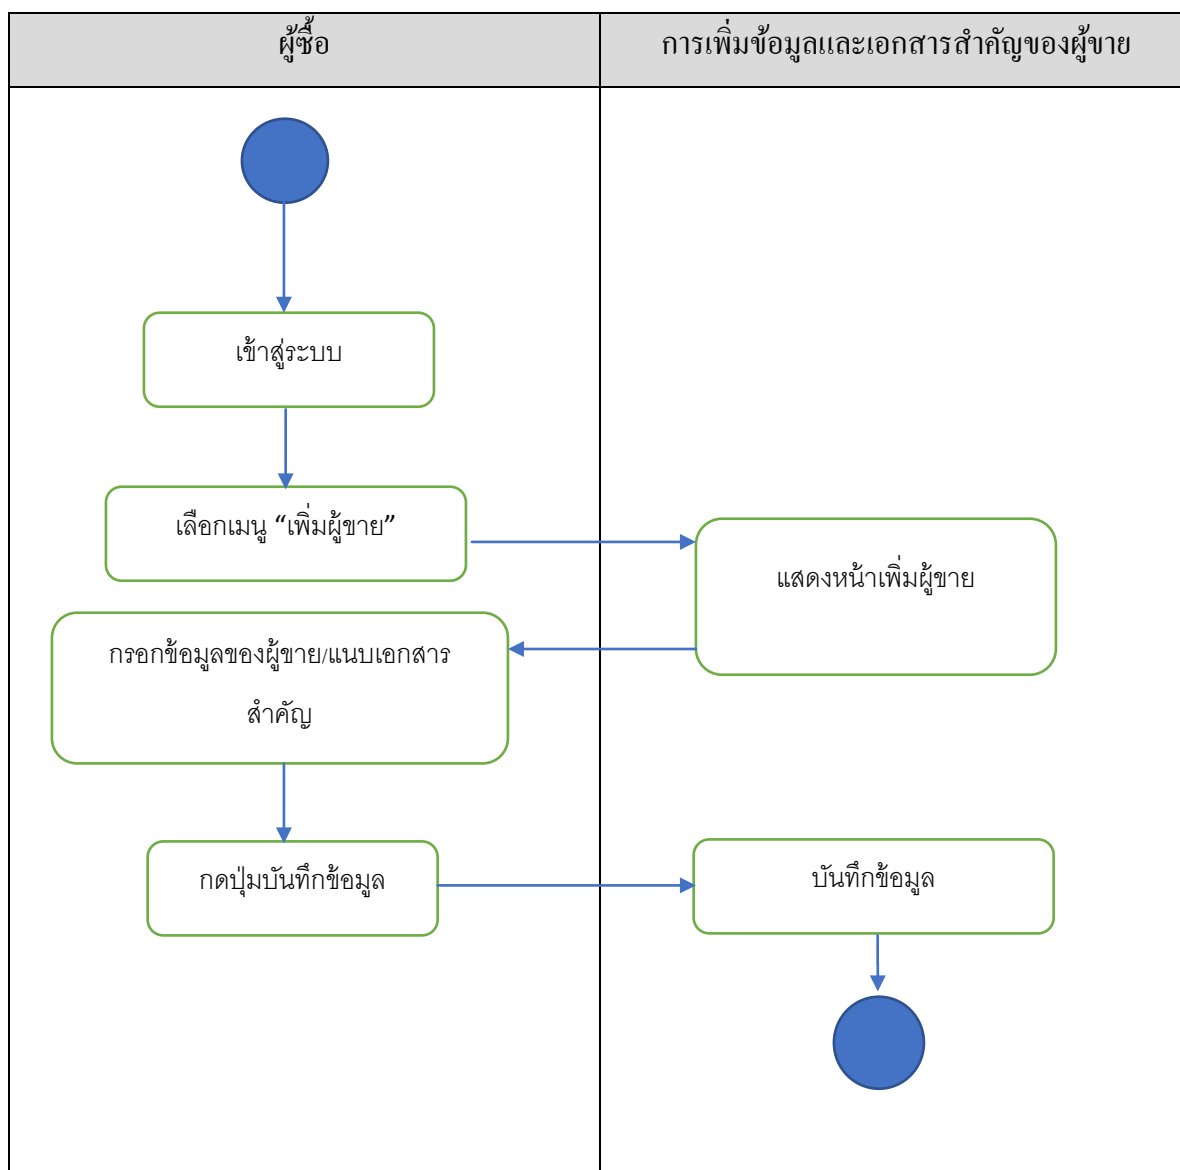 ผู้ซื้อ
การเพิ่มข้อมูลและเอกสารสำคัญของผู้ขาย
เข้าสู่ระบบ
เลือกเมนู “เพิ่มผู้ขาย”
แสดงหน้าเพิ่มผู้ขาย
กรอกข้อมูลของผู้ขาย/แนบเอกสาร
สำคัญ
กดปุ่มบันทึกข้อมูล
บันทึกข้อมูล